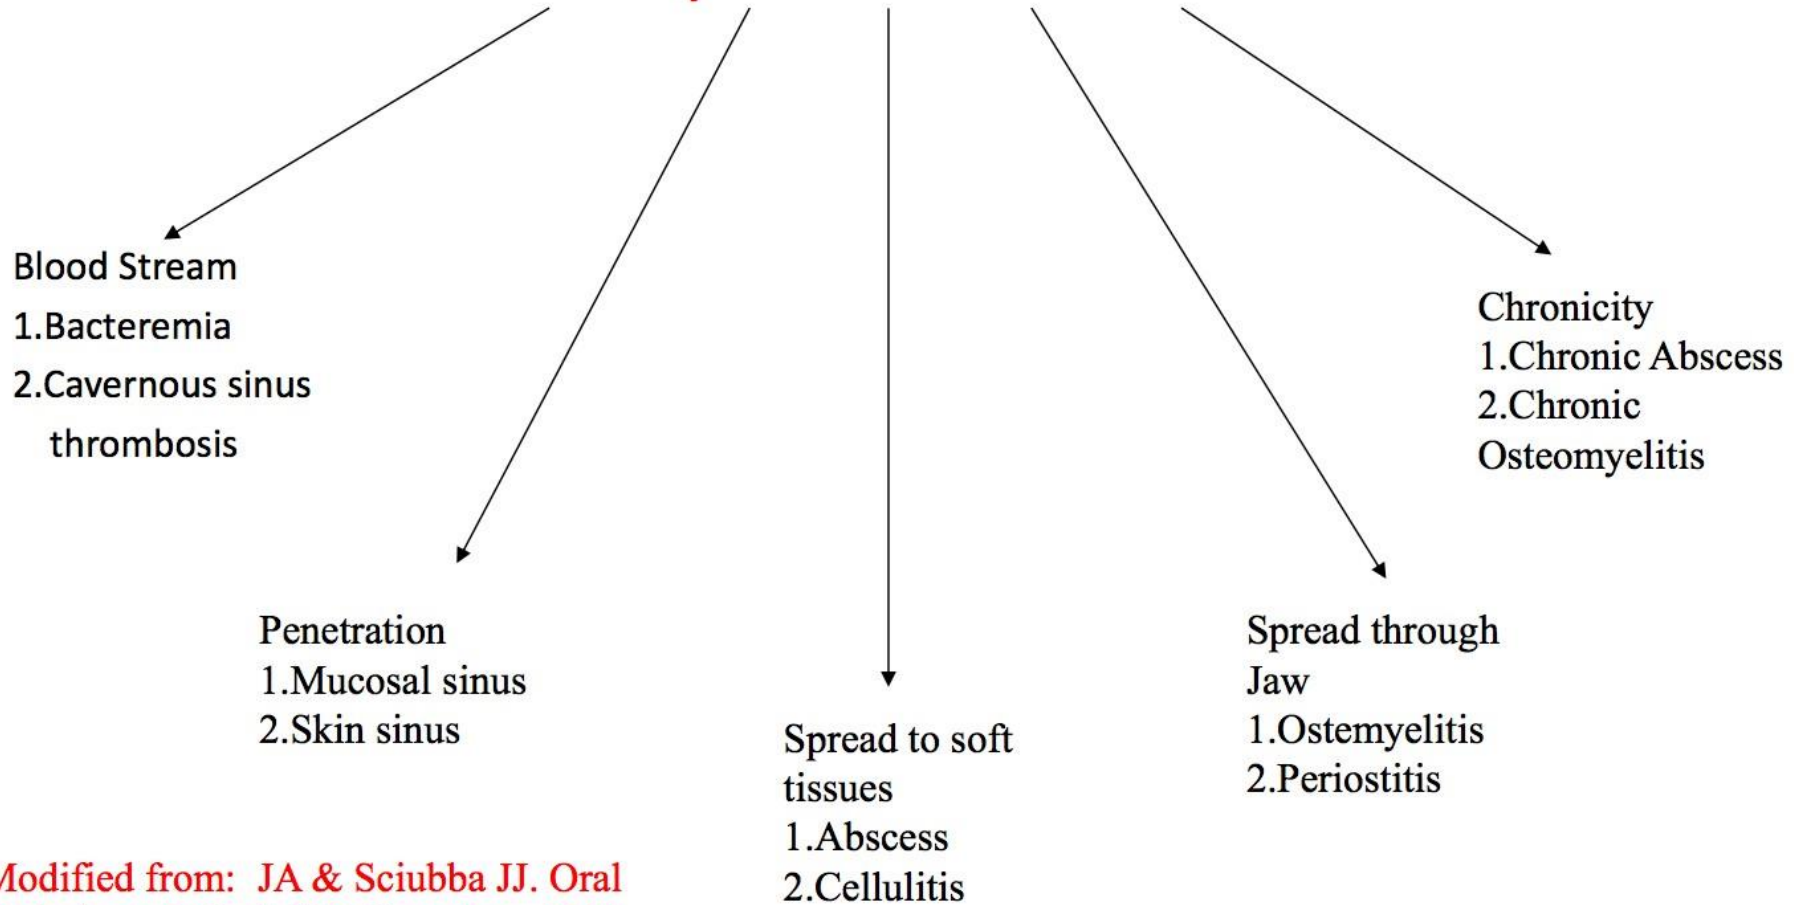 Blood Stream
1.Bacteremia
2.Cavernous sinus
thrombosis
Chronicity
1.Chronic Abscess
2.Chronic
Osteomyelitis
Penetration
1.Mucosal sinus
2.Skin sinus
Spread to soft
tissues
1.Abscess
2.Cellulitis
Spread through
Jaw
1.Ostemyelitis
2.Periostitis
Modified from: JA & Sciubba JJ. Oral